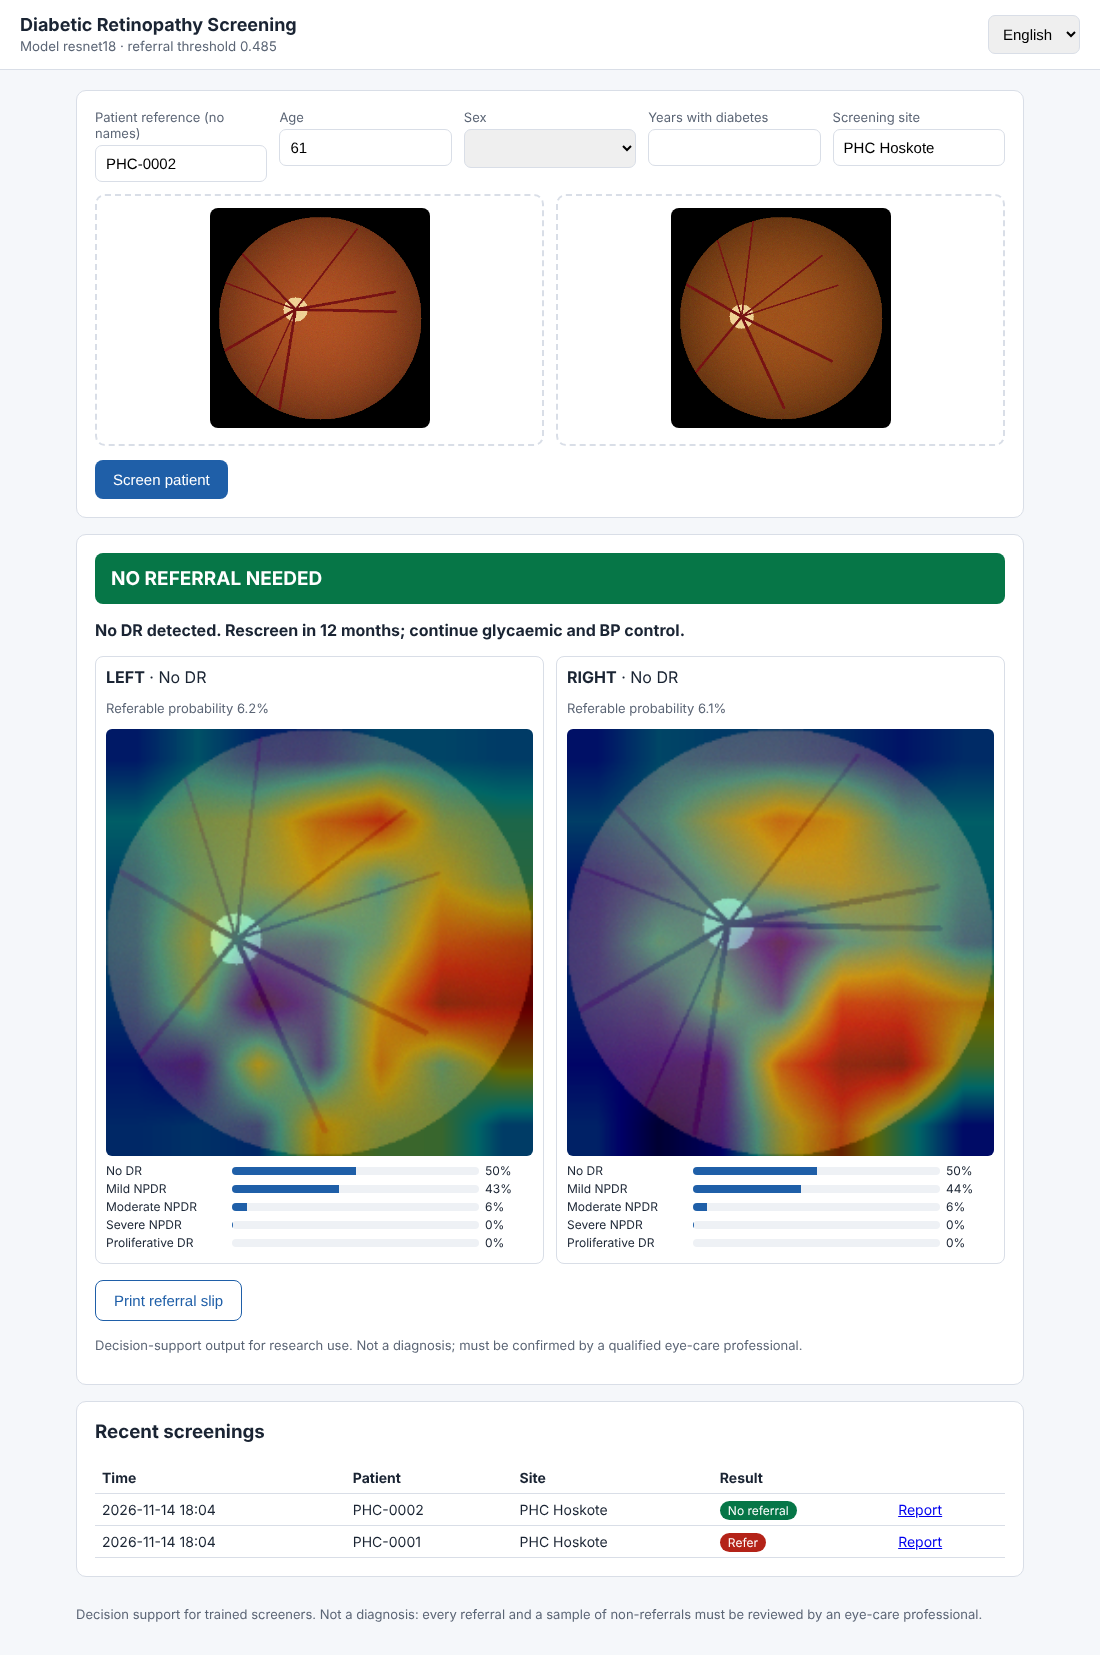 Diabetic Retinopathy Screening
Model resnet18 · referral threshold 0.485
English
Patient reference (no names)
Age
Sex
Years with diabetes
Screening site
PHC-0002
61
PHC Hoskote
Screen patient
NO REFERRAL NEEDED
No DR detected. Rescreen in 12 months; continue glycaemic and BP control.
LEFT · No DR
Referable probability 6.2%
No DR 50%
Mild NPDR 43%
Moderate NPDR 6%
Severe NPDR 0%
Proliferative DR 0%
RIGHT · No DR
Referable probability 6.1%
No DR 50%
Mild NPDR 44%
Moderate NPDR 6%
Severe NPDR 0%
Proliferative DR 0%
Print referral slip
Decision-support output for research use. Not a diagnosis; must be confirmed by a qualified eye-care professional.
Recent screenings
Time Patient Site Result
2026-11-14 18:04 PHC-0002 PHC Hoskote No referral Report
2026-11-14 18:04 PHC-0001 PHC Hoskote Refer Report
Decision support for trained screeners. Not a diagnosis: every referral and a sample of non-referrals must be reviewed by an eye-care professional.